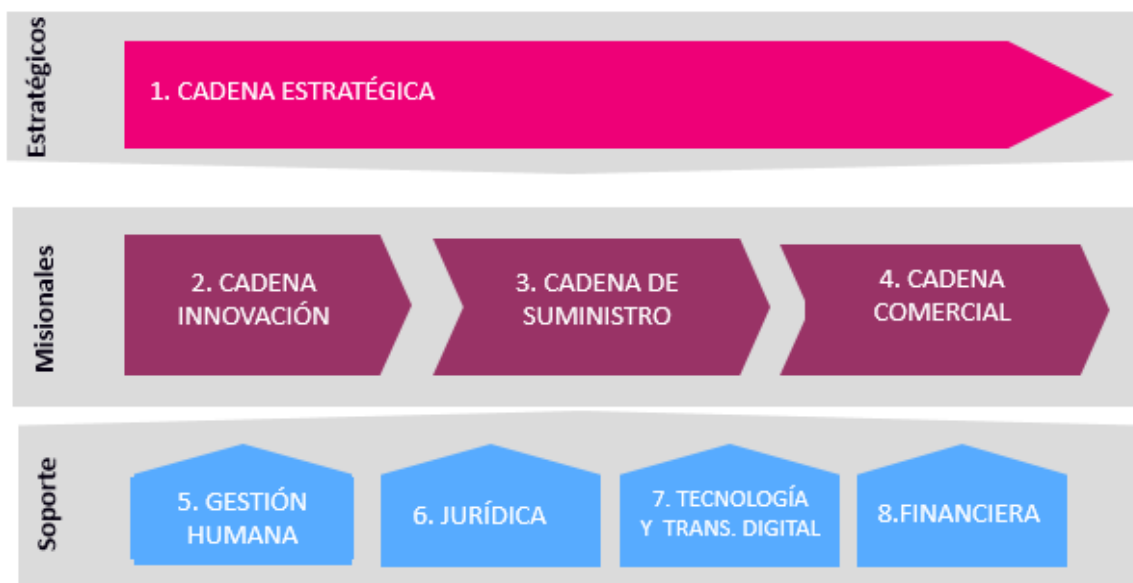 Estratégicos
1. CADENA ESTRATÉGICA
Misionales
2. CADENA
INNOVACIÓN
3. CADENA DE
SUMINISTRO
4. CADENA
COMERCIAL
Soporte
5. GESTIÓN
HUMANA
6. JURÍDICA
7. TECNOLOGÍA
Y TRANS. DIGITAL
8.FINANCIERA